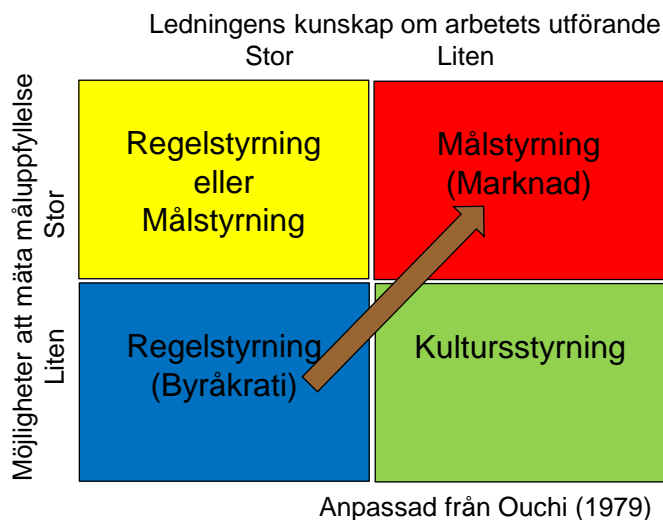 Ledningens kunskap om arbetets utförande
Stor
Liten
Möjligheter att mäta måluppfyllelse
Stor
Liten
Regelstyrning
eller
Målstyrning
Målstyrning
(Marknad)
Regelstyrning
(Byråkrati)
Kultursstyrning
Anpassad från Ouchi (1979)